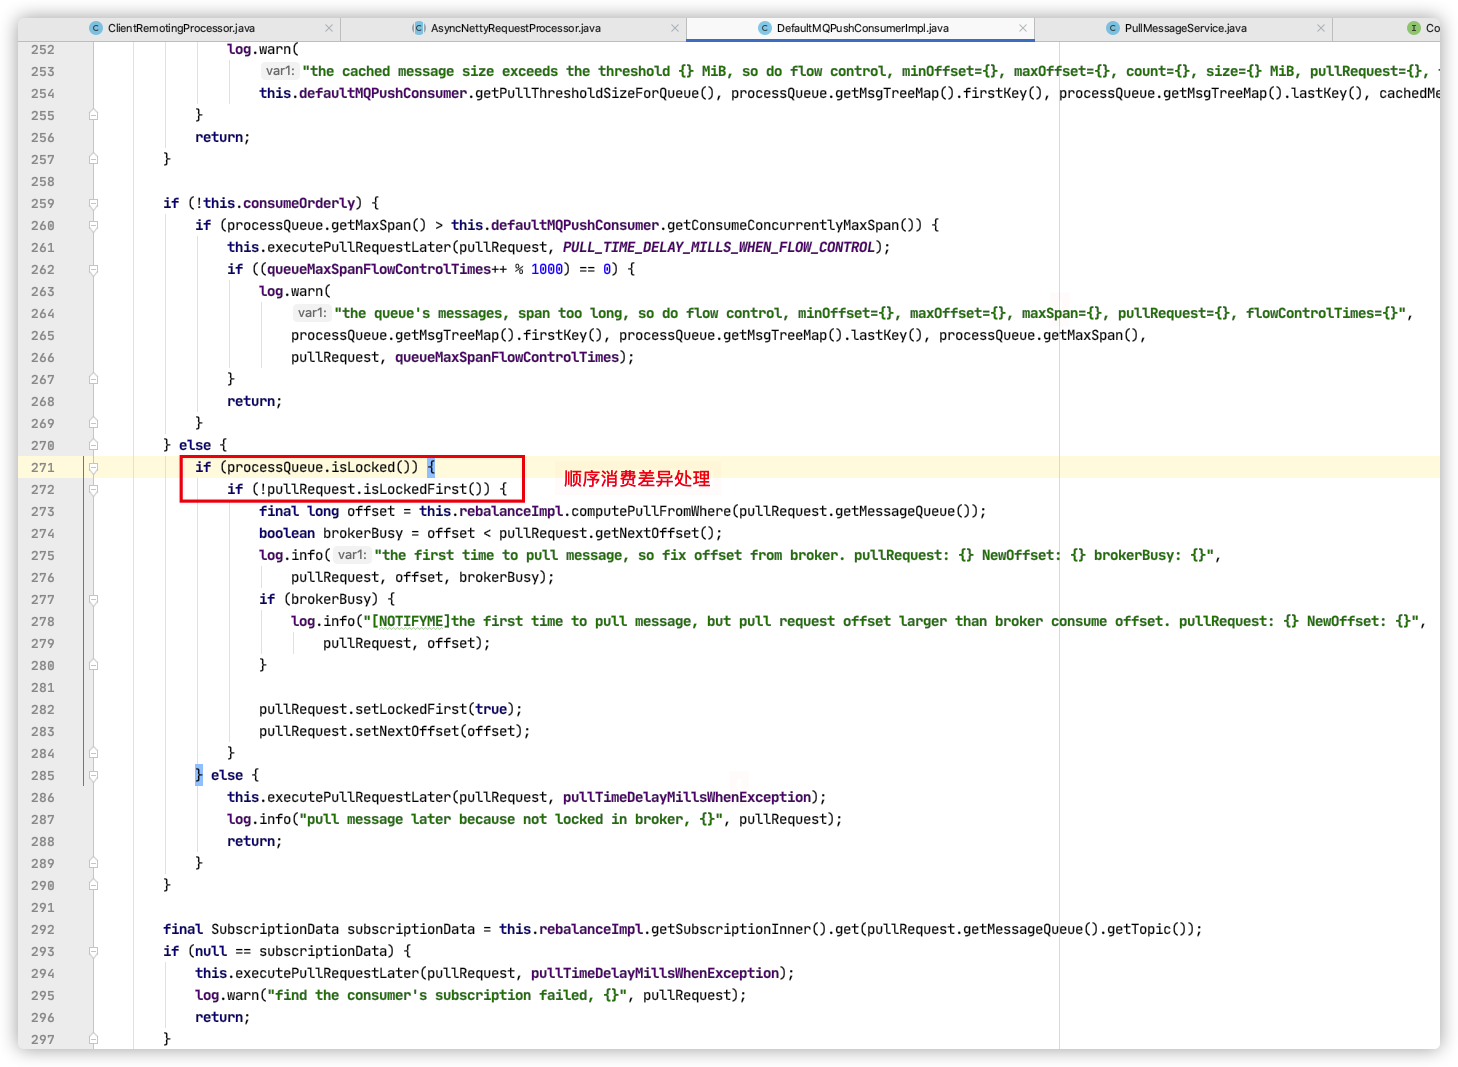 ClientRemotingProcessor.java AsyncNettyRequestProcessor.java DefaultMQPushConsumerImpl.java PullMessageService.java Co
252 log.warn(
253 var1: "the cached message size exceeds the threshold {} MiB, so do flow control, minOffset={}, maxOffset={}, count={}, size={} MiB, pullRequest={},
254 this.defaultMQPushConsumer.getPullThresholdSizeForQueue(), processQueue.getMsgTreeMap().firstKey(), processQueue.getMsgTreeMap().lastKey(), cachedMe
255 }
256 return;
257 }
258
259 if (!this.consumeOrderly) {
260 if (processQueue.getMaxSpan() > this.defaultMQPushConsumer.getConsumeConcurrentlyMaxSpan()) {
261 this.executePullRequestLater(pullRequest, PULL_TIME_DELAY_MILLS_WHEN_FLOW_CONTROL);
262 if ((queueMaxSpanFlowControlTimes++ % 1000) == 0) {
263 log.warn(
264 var1: "the queue's messages, span too long, so do flow control, minOffset={}, maxOffset={}, maxSpan={}, pullRequest={}, flowControlTimes={}",
265 processQueue.getMsgTreeMap().firstKey(), processQueue.getMsgTreeMap().lastKey(), processQueue.getMaxSpan(),
266 pullRequest, queueMaxSpanFlowControlTimes);
267 }
268 return;
269 }
270 } else {
271 if (processQueue.isLocked()) {
顺序消费差异处理
272 if (!pullRequest.isLockedFirst()) {
273 final long offset = this.rebalanceImpl.computePullFromWhere(pullRequest.getMessageQueue());
274 boolean brokerBusy = offset < pullRequest.getNextOffset();
275 log.info( var1: "the first time to pull message, so fix offset from broker. pullRequest: {} NewOffset: {} brokerBusy: {}",
276 pullRequest, offset, brokerBusy);
277 if (brokerBusy) {
278 log.info("[NOTIFYME]the first time to pull message, but pull request offset larger than broker consume offset. pullRequest: {} NewOffset: {}",
279 pullRequest, offset);
280 }
281
282 pullRequest.setLockedFirst(true);
283 pullRequest.setNextOffset(offset);
284 }
285 } else {
286 this.executePullRequestLater(pullRequest, pullTimeDelayMillsWhenException);
287 log.info("pull message later because not locked in broker, {}", pullRequest);
288 return;
289 }
290 }
291
292 final SubscriptionData subscriptionData = this.rebalanceImpl.getSubscriptionInner().get(pullRequest.getMessageQueue().getTopic());
293 if (null == subscriptionData) {
294 this.executePullRequestLater(pullRequest, pullTimeDelayMillsWhenException);
295 log.warn("find the consumer's subscription failed, {}", pullRequest);
296 return;
297 }